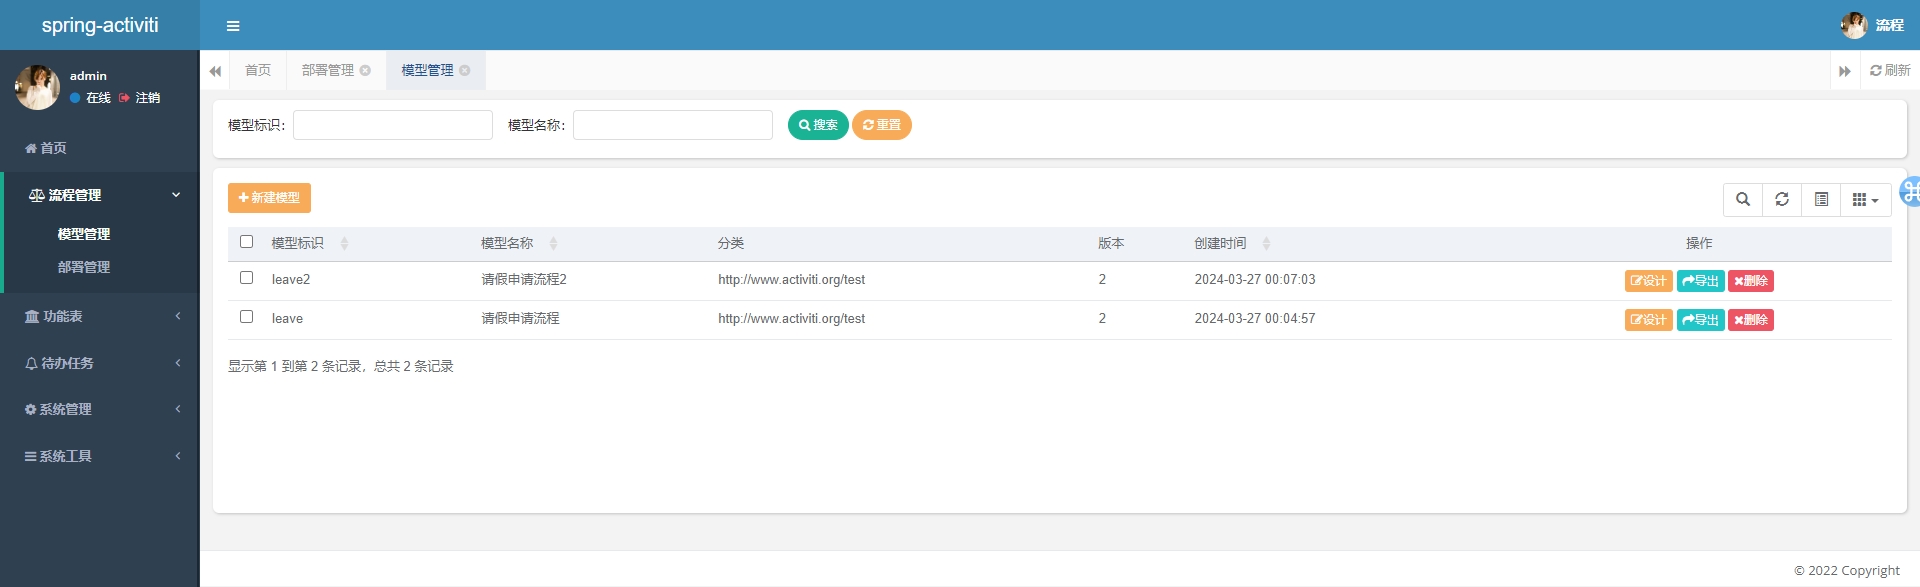 spring-activiti
流程
admin
在线 注销
首页
流程管理
模型管理
部署管理
功能表
待办任务
系统管理
系统工具
首页 部署管理 模型管理 刷新
模型标识： 模型名称： 搜索 重置
新建模型
模型标识 模型名称 分类 版本 创建时间 操作
leave2 请假申请流程2 http://www.activiti.org/test 2 2024-03-27 00:07:03 设计 导出 删除
leave 请假申请流程 http://www.activiti.org/test 2 2024-03-27 00:04:57 设计 导出 删除
显示第 1 到第 2 条记录，总共 2 条记录
© 2022 Copyright